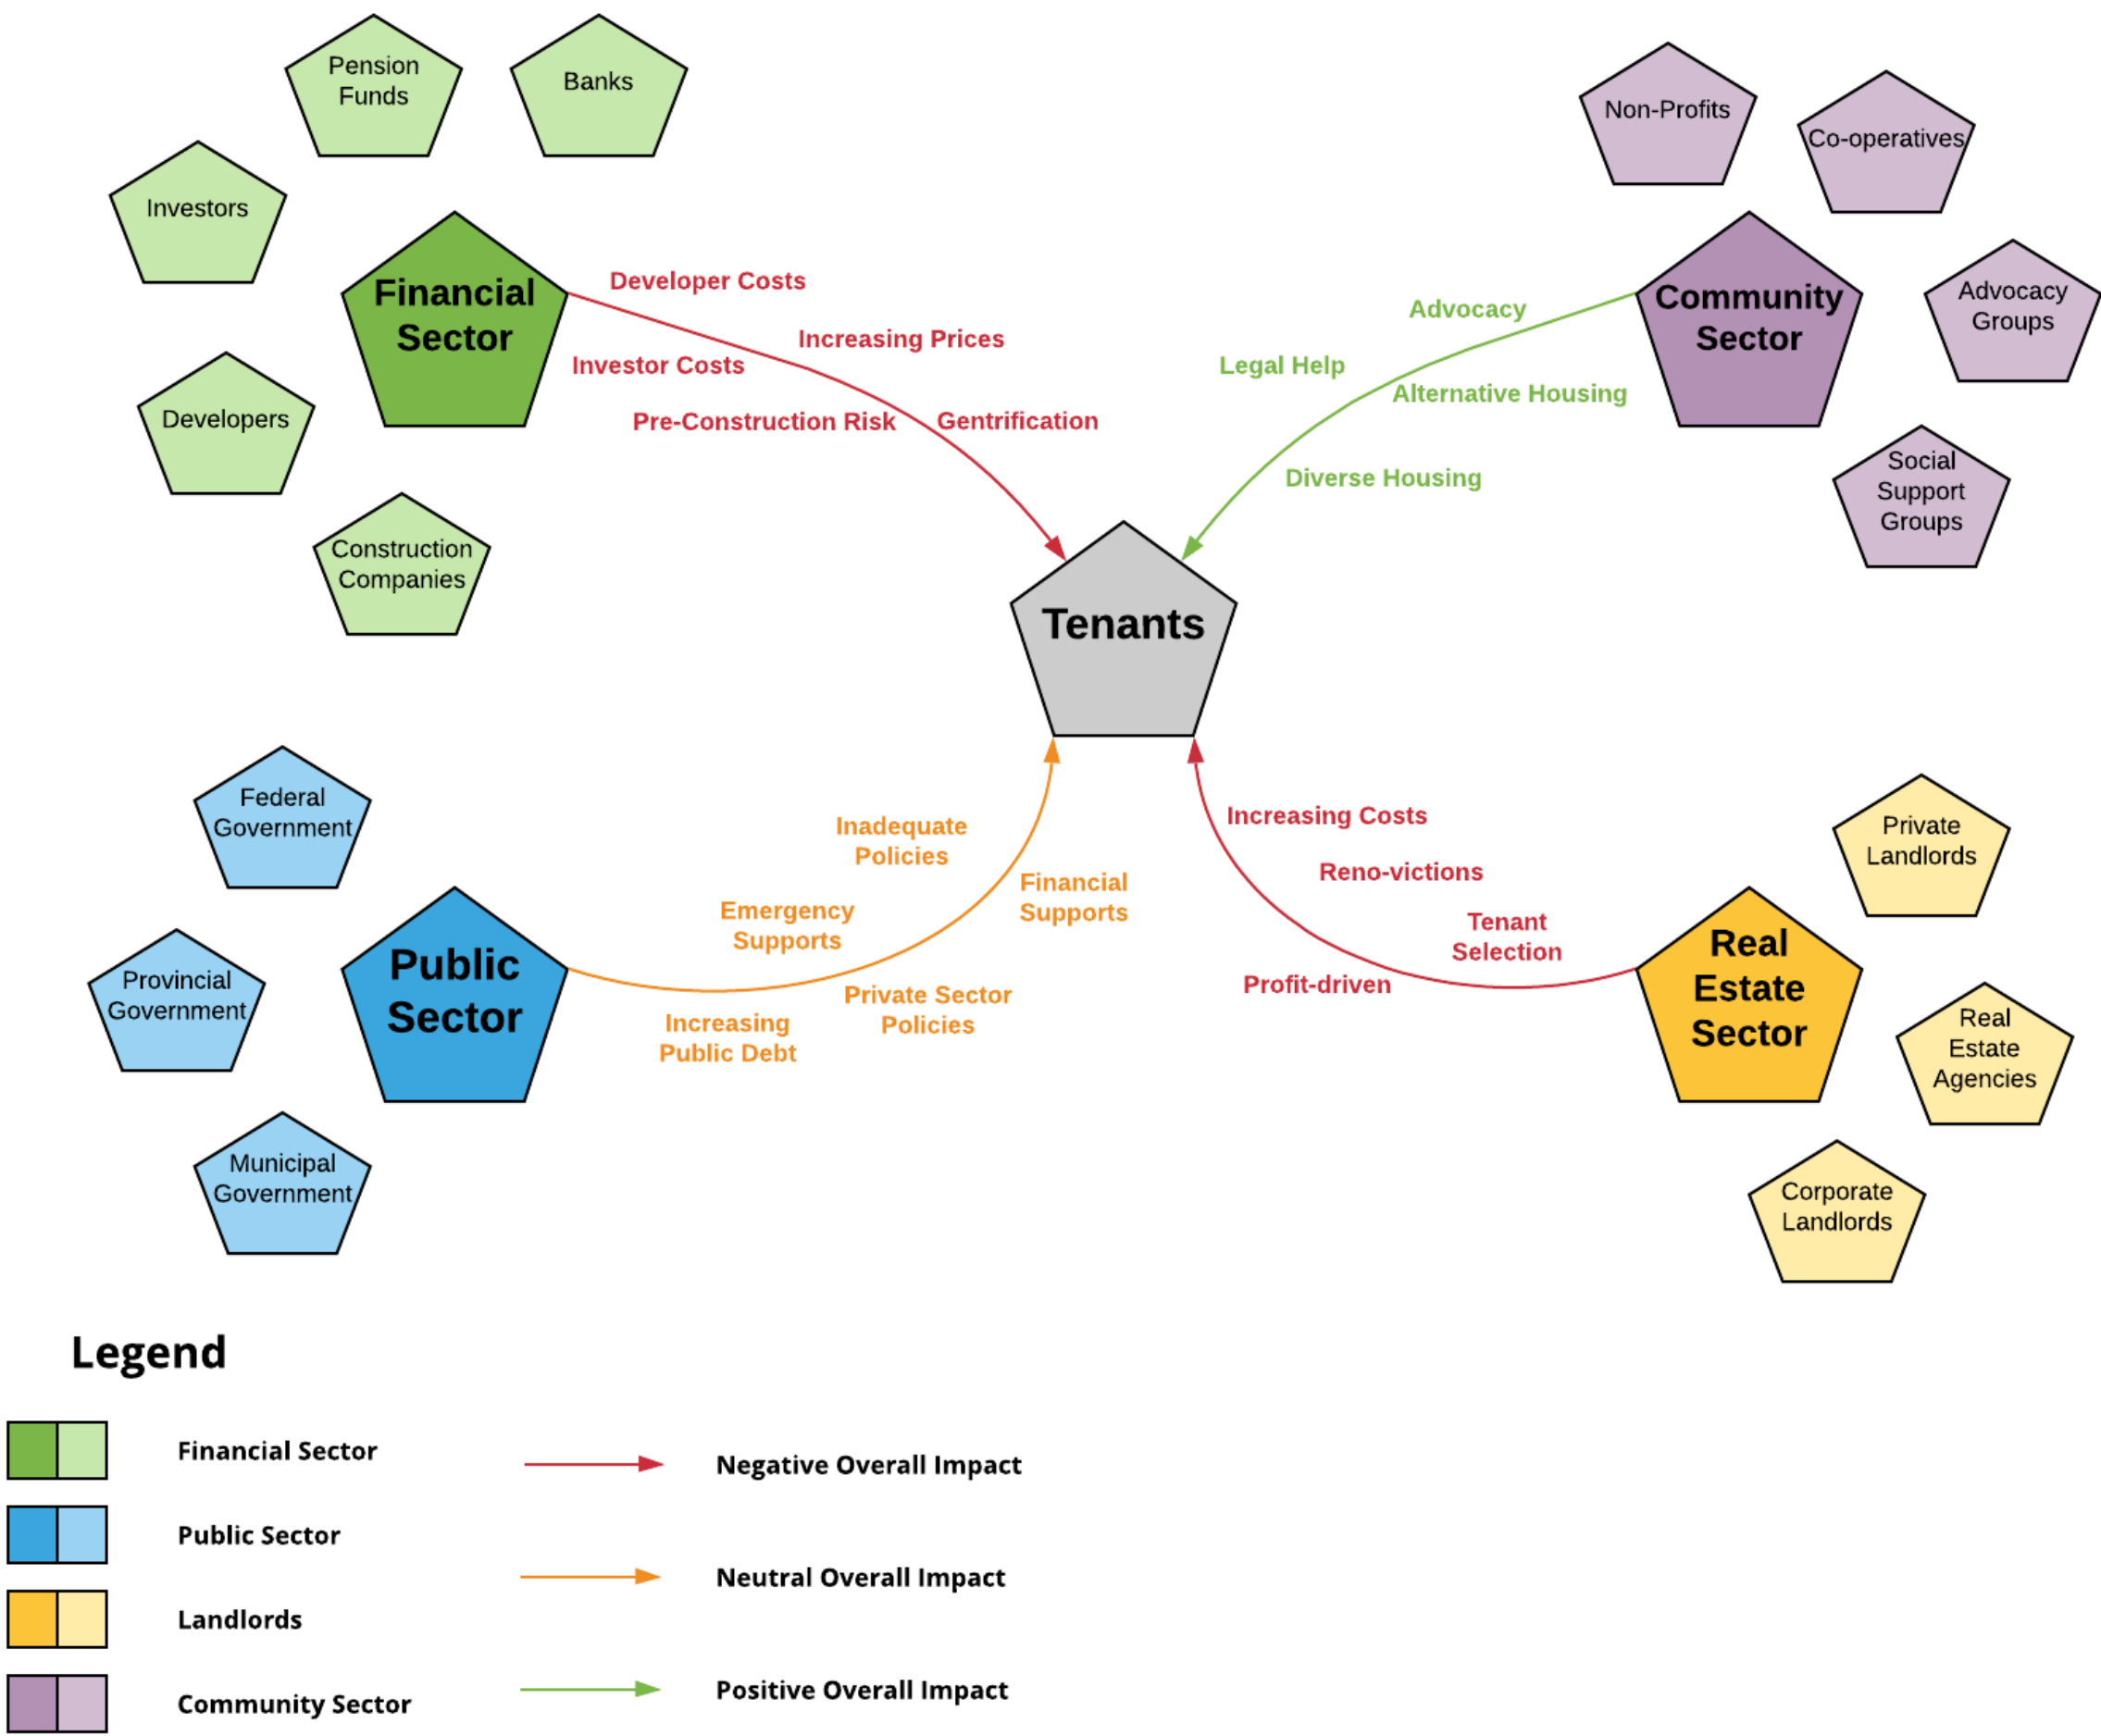 Pension
Funds
Banks
Investors
Financial
Sector
Developers
Construction
Companies
Developer Costs
Increasing Prices
Investor Costs
Pre-Construction Risk
Gentrification
Non-Profits
Co-operatives
Community
Sector
Advocacy
Groups
Social
Support
Groups
Advocacy
Legal Help
Alternative Housing
Diverse Housing
Tenants
Federal
Government
Provincial
Government
Public
Sector
Municipal
Government
Inadequate
Policies
Financial
Supports
Emergency
Supports
Private Sector
Policies
Increasing
Public Debt
Increasing Costs
Reno-victions
Tenant
Selection
Profit-driven
Private
Landlords
Real
Estate
Sector
Real
Estate
Agencies
Corporate
Landlords
Legend
Financial Sector
Public Sector
Landlords
Community Sector
Negative Overall Impact
Neutral Overall Impact
Positive Overall Impact